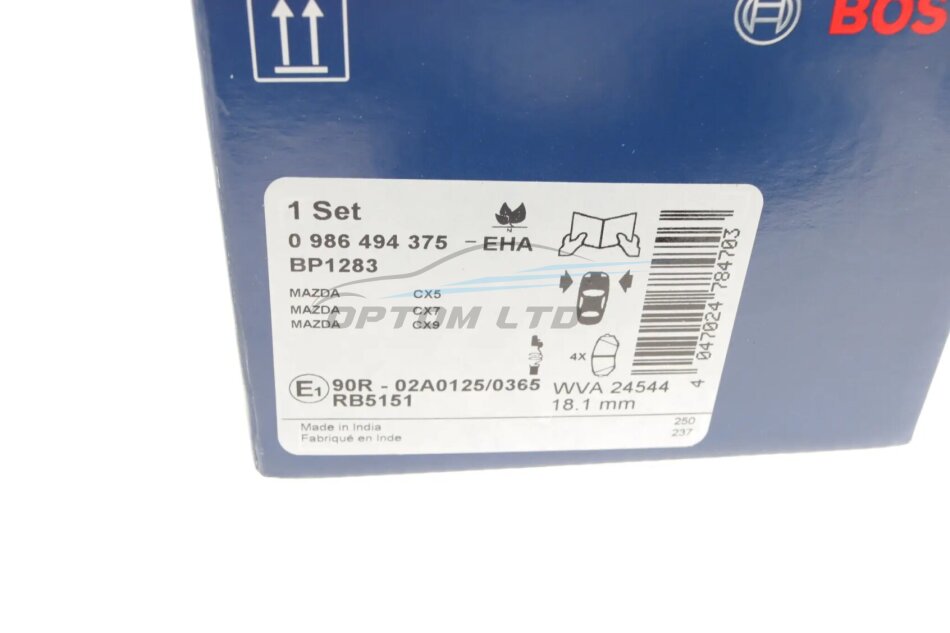 BOS
1 Set
0 986 494 375 - EHA
N
BP1283
MAZDA CX5
MAZDA CX7
MAZDA CX9
OPTOM LTD
4X
E1 90R - 02A0125/0365
RB5151
WVA 24544
18.1 mm
4 047024 784703
Made in India
Fabriqué en Inde
250
237